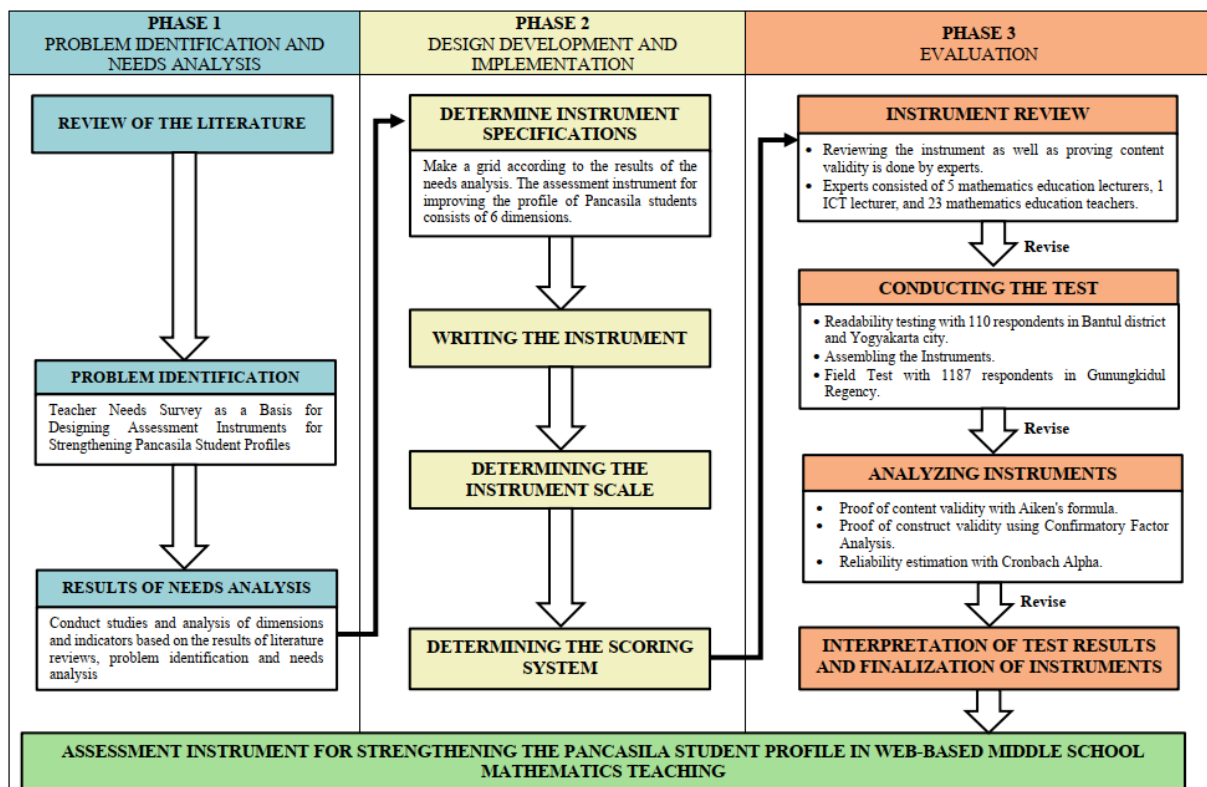 PHASE 1
PROBLEM IDENTIFICATION AND
NEEDS ANALYSIS
REVIEW OF THE LITERATURE
PROBLEM IDENTIFICATION
Teacher Needs Survey as a Basis for
Designing Assessment Instruments for
Strengthening Pancasila Student Profiles
RESULTS OF NEEDS ANALYSIS
Conduct studies and analysis of dimensions
and indicators based on the results of literature
reviews, problem identification and needs
analysis
PHASE 2
DESIGN DEVELOPMENT AND
IMPLEMENTATION
DETERMINE INSTRUMENT
SPECIFICATIONS
Make a grid according to the results of the
needs analysis. The assessment instrument for
improving the profile of Pancasila students
consists of 6 dimensions.
WRITING THE INSTRUMENT
DETERMINING THE
INSTRUMENT SCALE
DETERMINING THE SCORING
SYSTEM
PHASE 3
EVALUATION
INSTRUMENT REVIEW
• Reviewing the instrument as well as proving content
validity is done by experts.
• Experts consisted of 5 mathematics education lecturers, 1
ICT lecturer, and 23 mathematics education teachers.
Revise
CONDUCTING THE TEST
• Readability testing with 110 respondents in Bantul district
and Yogyakarta city.
• Assembling the Instruments.
• Field Test with 1187 respondents in Gunungkidul
Regency.
Revise
ANALYZING INSTRUMENTS
• Proof of content validity with Aiken's formula.
• Proof of construct validity using Confirmatory Factor
Analysis.
• Reliability estimation with Cronbach Alpha.
Revise
INTERPRETATION OF TEST RESULTS
AND FINALIZATION OF INSTRUMENTS
ASSESSMENT INSTRUMENT FOR STRENGTHENING THE PANCASILA STUDENT PROFILE IN WEB-BASED MIDDLE SCHOOL
MATHEMATICS TEACHING